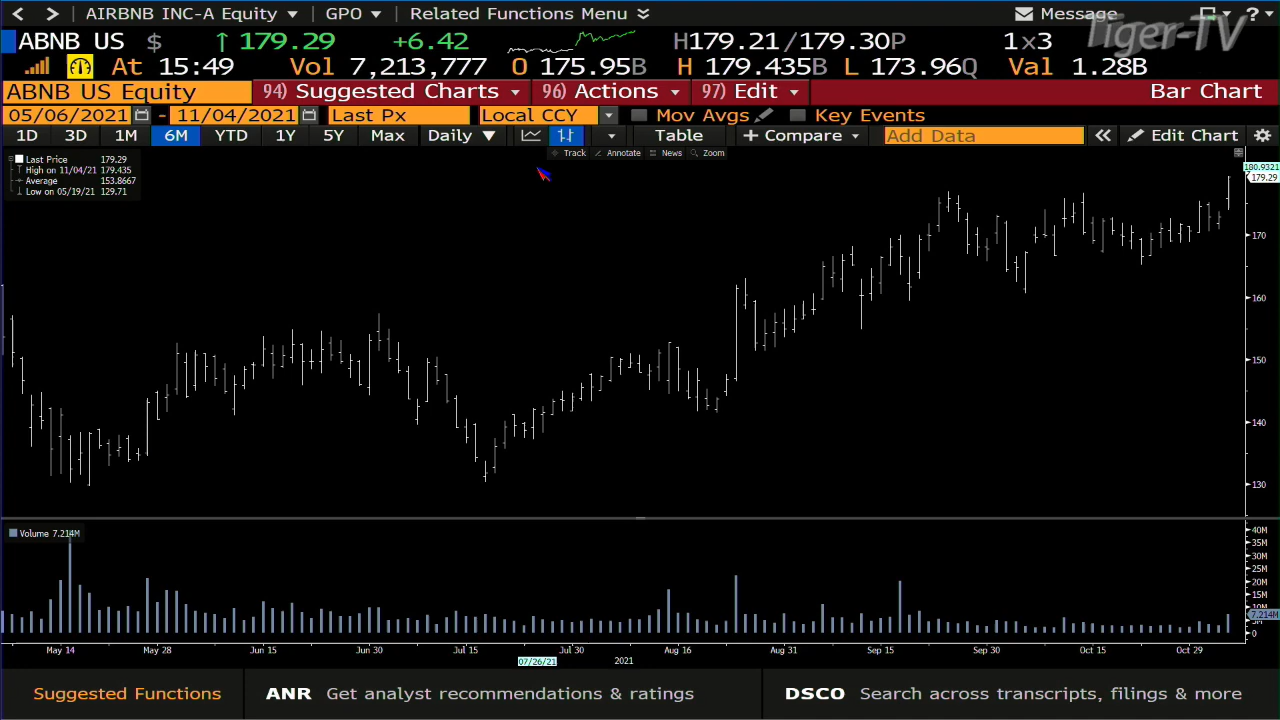 AIRBNB INC-A Equity GPO Related Functions Menu Message ?
Tiger-TV
ABNB US $ ↑ 179.29 +6.42 H179.21/179.30P 1x3
At 15:49 Vol 7,213,777 O 175.95B H 179.435B L 173.96Q Val 1.28B
ABNB US Equity 94) Suggested Charts 96) Actions 97) Edit Bar Chart
05/06/2021 - 11/04/2021 Last Px Local CCY Mov Avgs Key Events
1D 3D 1M 6M YTD 1Y 5Y Max Daily ▼ Table + Compare Add Data « Edit Chart
Track Annotate News Zoom
Last Price 179.29
High on 11/04/21 179.435
Average 153.8667
Low on 05/19/21 129.71
180.9321
179.29
170
160
150
140
130
Volume 7.214M
40M
35M
30M
25M
20M
15M
10M
7.214M
5M
0
May 14 May 28 Jun 15 Jun 30 Jul 15 Jul 30 Aug 16 Aug 31 Sep 15 Sep 30 Oct 15 Oct 29
07/26/21 2021
Suggested Functions ANR Get analyst recommendations & ratings DSCO Search across transcripts, filings & more